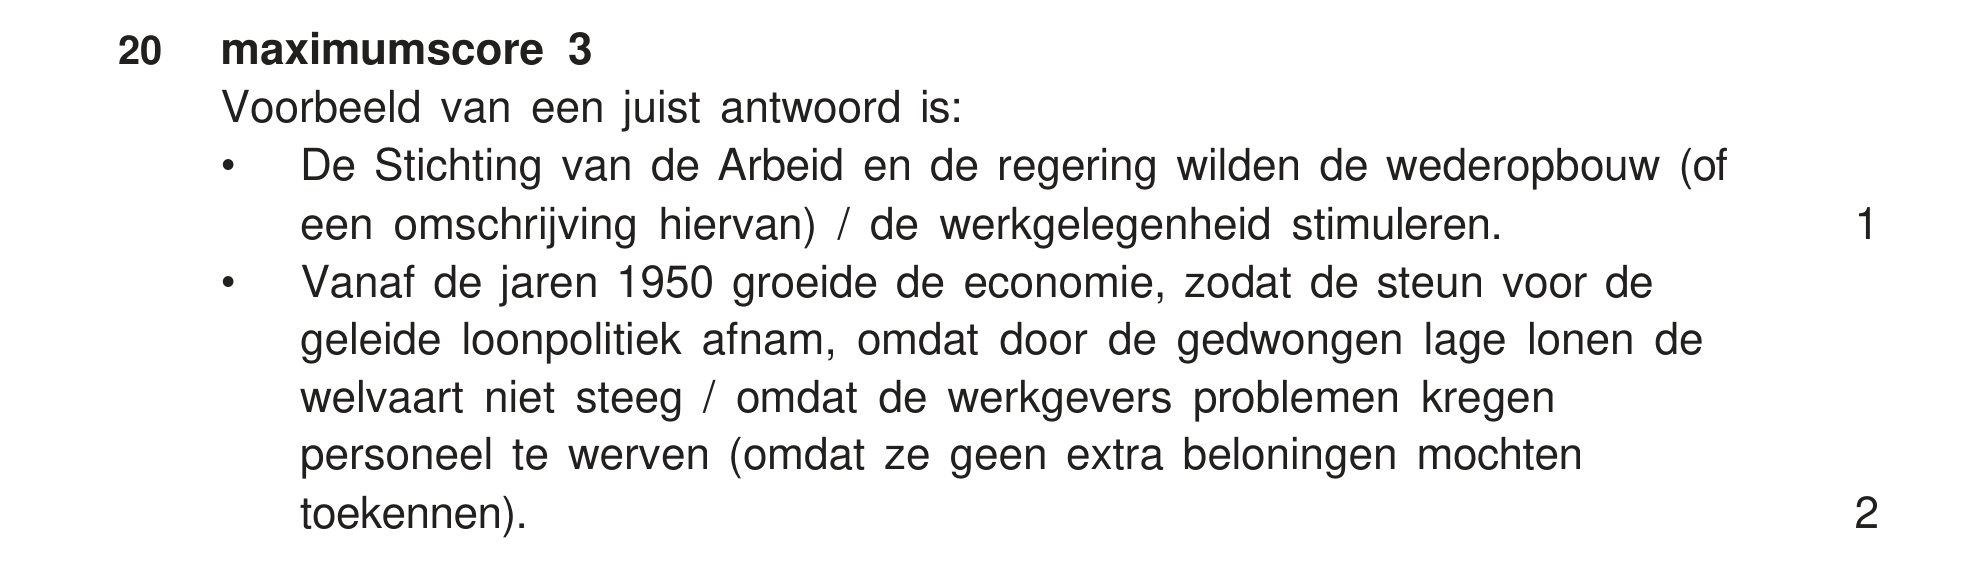 20 maximumscore 3
Voorbeeld van een juist antwoord is:
• De Stichting van de Arbeid en de regering wilden de wederopbouw (of
een omschrijving hiervan) / de werkgelegenheid stimuleren. 1
• Vanaf de jaren 1950 groeide de economie, zodat de steun voor de
geleide loonpolitiek afnam, omdat door de gedwongen lage lonen de
welvaart niet steeg / omdat de werkgevers problemen kregen
personeel te werven (omdat ze geen extra beloningen mochten
toekennen). 2